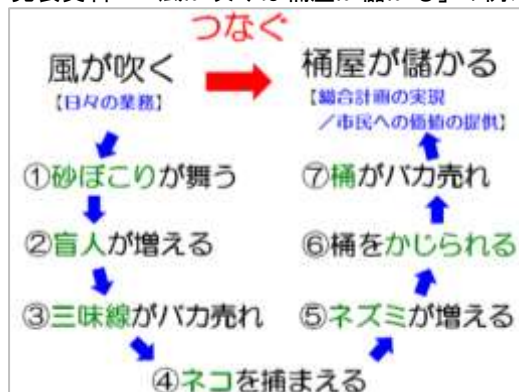 つなぐ
風が吹く
【日々の業務】
桶屋が儲かる
【総合計画の実現
／市民への価値の提供】
①砂ぼこりが舞う
②盲人が増える
③三味線がバカ売れ
④ネコを捕まえる
⑤ネズミが増える
⑥桶をかじられる
⑦桶がバカ売れ